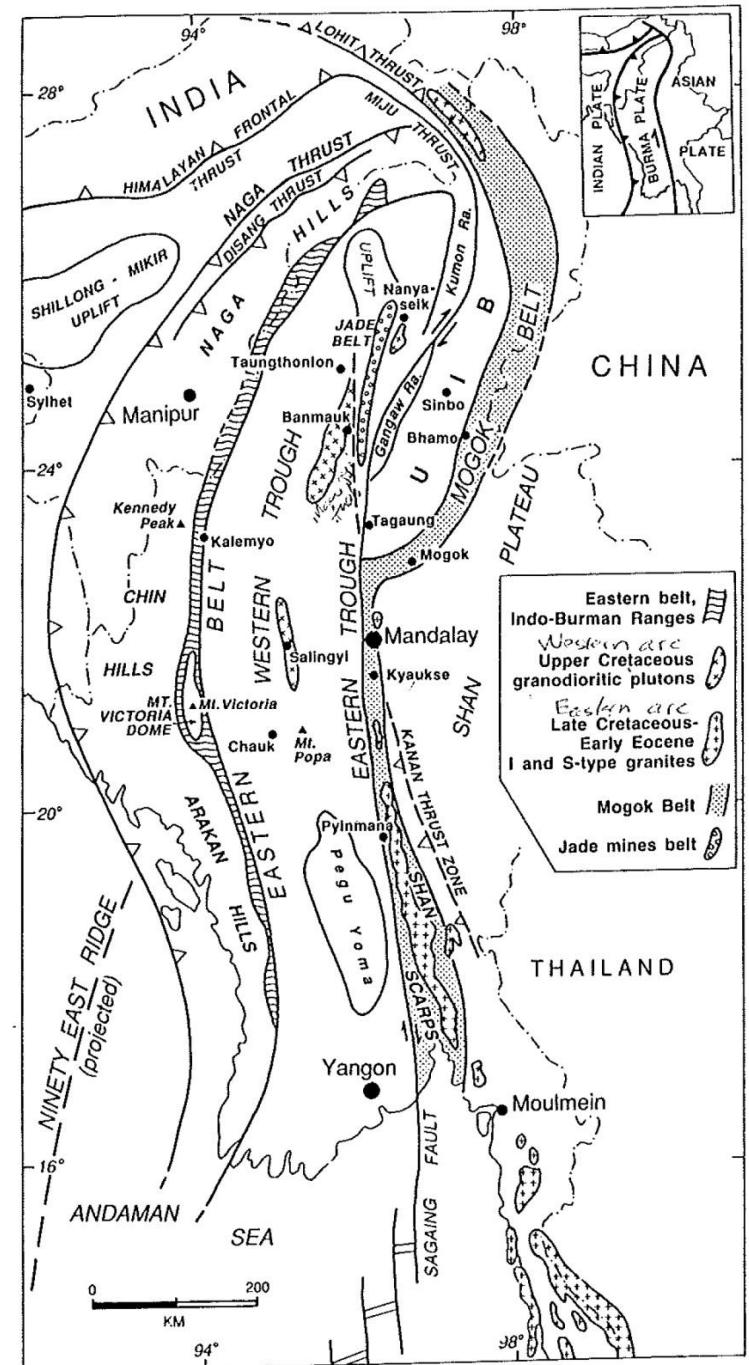 94°
98°
28°
24°
20°
16°
94°
98°
LOHIT THRUST
INDIA
HIMALAYAN FRONTAL
THRUST
MIJU THRUST
NAGA THRUST
DISANG THRUST
NAGA HILLS
SHILLONG - MIKIR
UPLIFT
INDIAN PLATE
BURMA PLATE
ASIAN
PLATE
UPLIFT
Kumon Ra.
Nanya-
seik
JADE
BELT
Taungthonlon
Sylhet
Manipur
Banmauk
Gangaw Ra.
Sinbo
Bhamo
U I B
MOGOK BELT
CHINA
Kennedy
Peak
Kalemyo
Tagaung
Mogok
CHIN
HILLS
EASTERN BELT
WESTERN TROUGH
EASTERN TROUGH
SHAN PLATEAU
Salingyi
Mandalay
Kyaukse
MT.
VICTORIA
DOME
Mt. Victoria
Chauk
Mt.
Popa
KANAN THRUST ZONE
ARAKAN
HILLS
Pyinmana
Pegu Yoma
SHAN
SCARPS
THAILAND
NINETY EAST RIDGE
(projected)
Yangon
Moulmein
ANDAMAN
SEA
SAGAING FAULT
0 200
KM
Eastern belt,
Indo-Burman Ranges
Western arc
Upper Cretaceous
granodioritic plutons
Eastern arc
Late Cretaceous-
Early Eocene
I and S-type granites
Mogok Belt
Jade mines belt